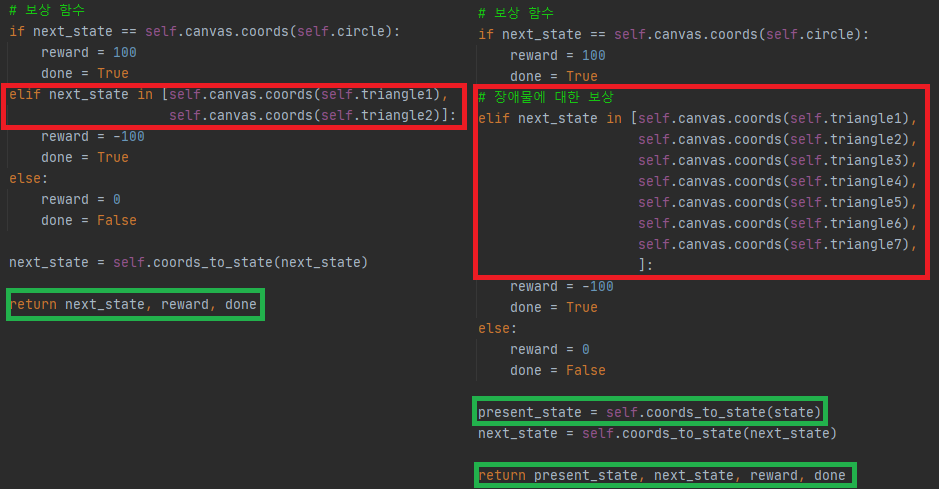 # 보상 함수
if next_state == self.canvas.coords(self.circle):
    reward = 100
    done = True
elif next_state in [self.canvas.coords(self.triangle1),
                    self.canvas.coords(self.triangle2)]:
    reward = -100
    done = True
else:
    reward = 0
    done = False

next_state = self.coords_to_state(next_state)

return next_state, reward, done

# 보상 함수
if next_state == self.canvas.coords(self.circle):
    reward = 100
    done = True
# 장애물에 대한 보상
elif next_state in [self.canvas.coords(self.triangle1),
                    self.canvas.coords(self.triangle2),
                    self.canvas.coords(self.triangle3),
                    self.canvas.coords(self.triangle4),
                    self.canvas.coords(self.triangle5),
                    self.canvas.coords(self.triangle6),
                    self.canvas.coords(self.triangle7),
                    ]:
    reward = -100
    done = True
else:
    reward = 0
    done = False

present_state = self.coords_to_state(state)
next_state = self.coords_to_state(next_state)

return present_state, next_state, reward, done